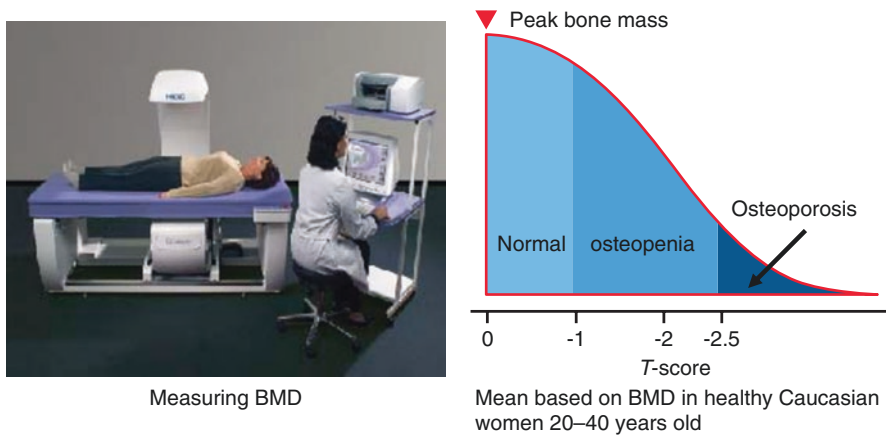 Measuring BMD
Peak bone mass
Osteoporosis
Normal
osteopenia
0
-1
-2
-2.5
T-score
Mean based on BMD in healthy Caucasian
women 20–40 years old